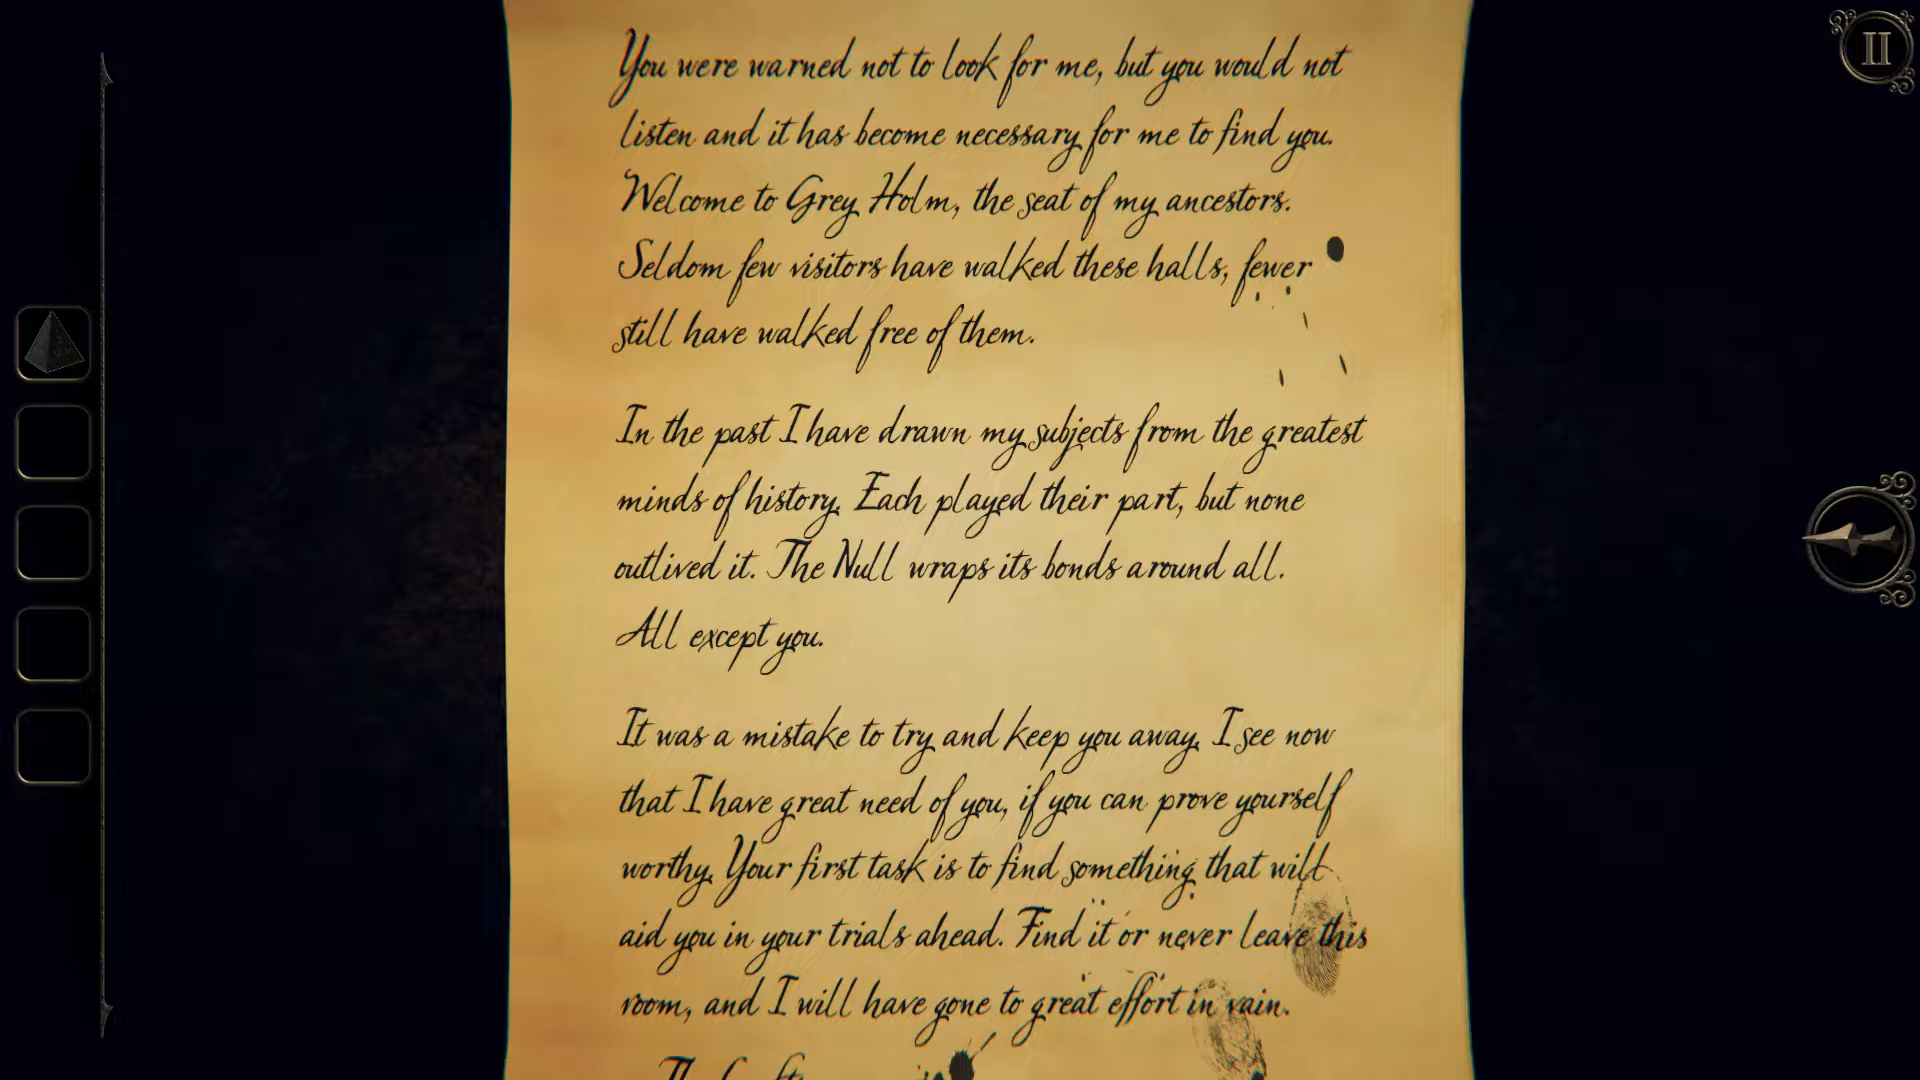 You were warned not to look for me, but you would not
listen and it has become necessary for me to find you.
Welcome to Grey Holm, the seat of my ancestors.
Seldom few visitors have walked these halls, fewer
still have walked free of them.
In the past I have drawn my subjects from the greatest
minds of history. Each played their part, but none
outlived it. The Null wraps its bonds around all.
All except you.
It was a mistake to try and keep you away. I see now
that I have great need of you, if you can prove yourself
worthy. Your first task is to find something that will
aid you in your trials ahead. Find it or never leave this
room, and I will have gone to great effort in vain.